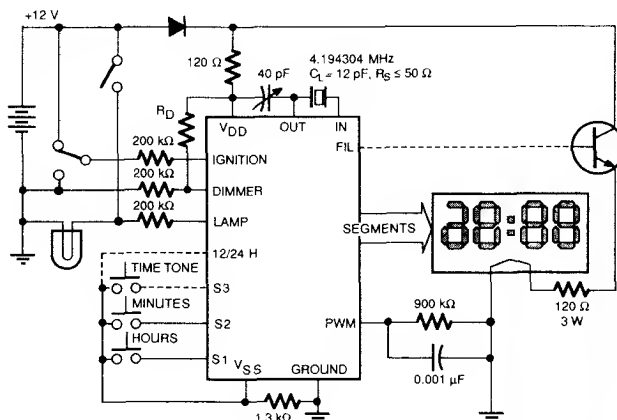 +12 V
4.194304 MHz
C_L = 12 pF, R_S ≤ 50 Ω
120 Ω
40 pF
R_D
V_DD
OUT
IN
FIL
200 kΩ
IGNITION
200 kΩ
DIMMER
200 kΩ
LAMP
SEGMENTS
12/24 H
TIME TONE
S3
MINUTES
S2
HOURS
S1
PWM
900 kΩ
120 Ω
3 W
0.001 µF
V_SS
GROUND
1.3 kΩ